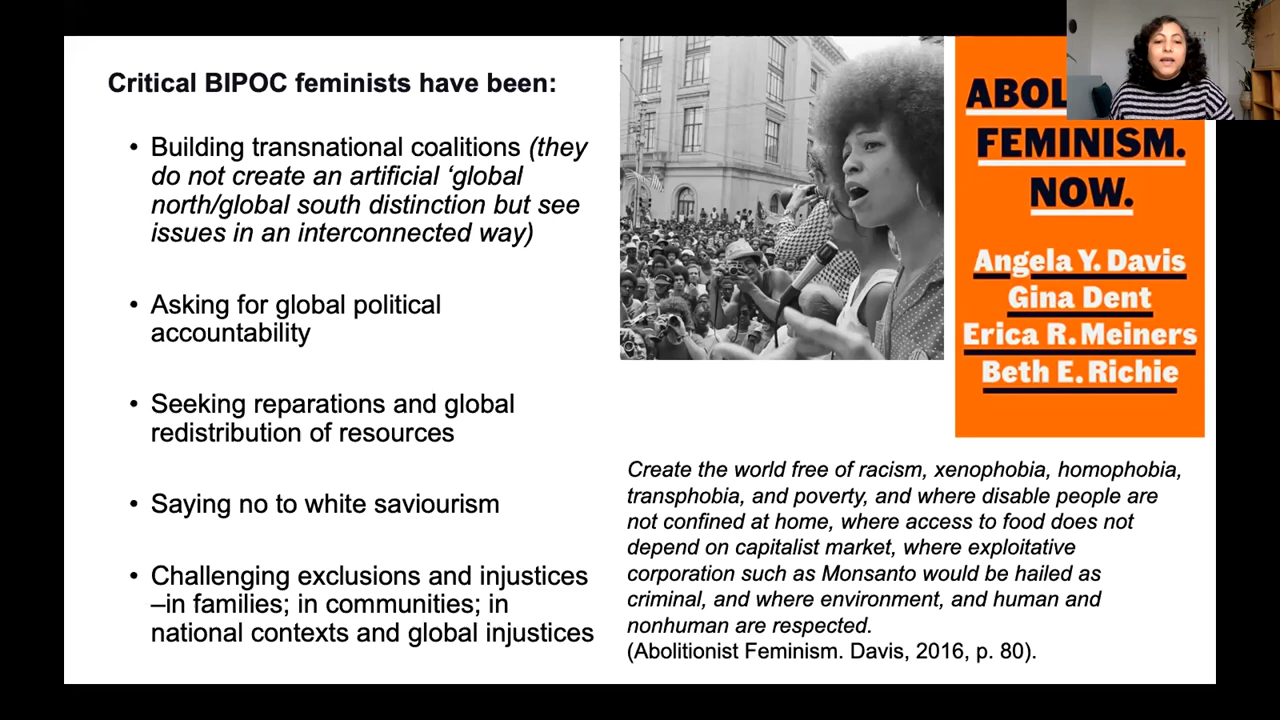 Critical BIPOC feminists have been:
• Building transnational coalitions (they
do not create an artificial ‘global
north/global south distinction but see
issues in an interconnected way)
• Asking for global political
accountability
• Seeking reparations and global
redistribution of resources
• Saying no to white saviourism
• Challenging exclusions and injustices
–in families; in communities; in
national contexts and global injustices
ABOL
FEMINISM.
NOW.
Angela Y. Davis
Gina Dent
Erica R. Meiners
Beth E. Richie
Create the world free of racism, xenophobia, homophobia,
transphobia, and poverty, and where disable people are
not confined at home, where access to food does not
depend on capitalist market, where exploitative
corporation such as Monsanto would be hailed as
criminal, and where environment, and human and
nonhuman are respected.
(Abolitionist Feminism. Davis, 2016, p. 80).